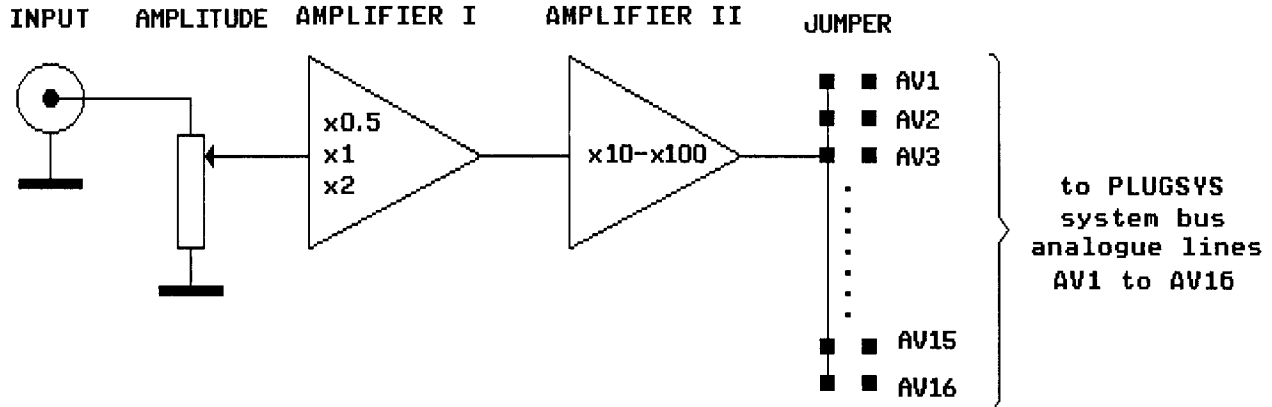 INPUT
AMPLITUDE
AMPLIFIER I
AMPLIFIER II
JUMPER
x0.5
x1
x2
x10-x100
AV1
AV2
AV3
AV15
AV16
to PLUGSYS
system bus
analogue lines
AV1 to AV16